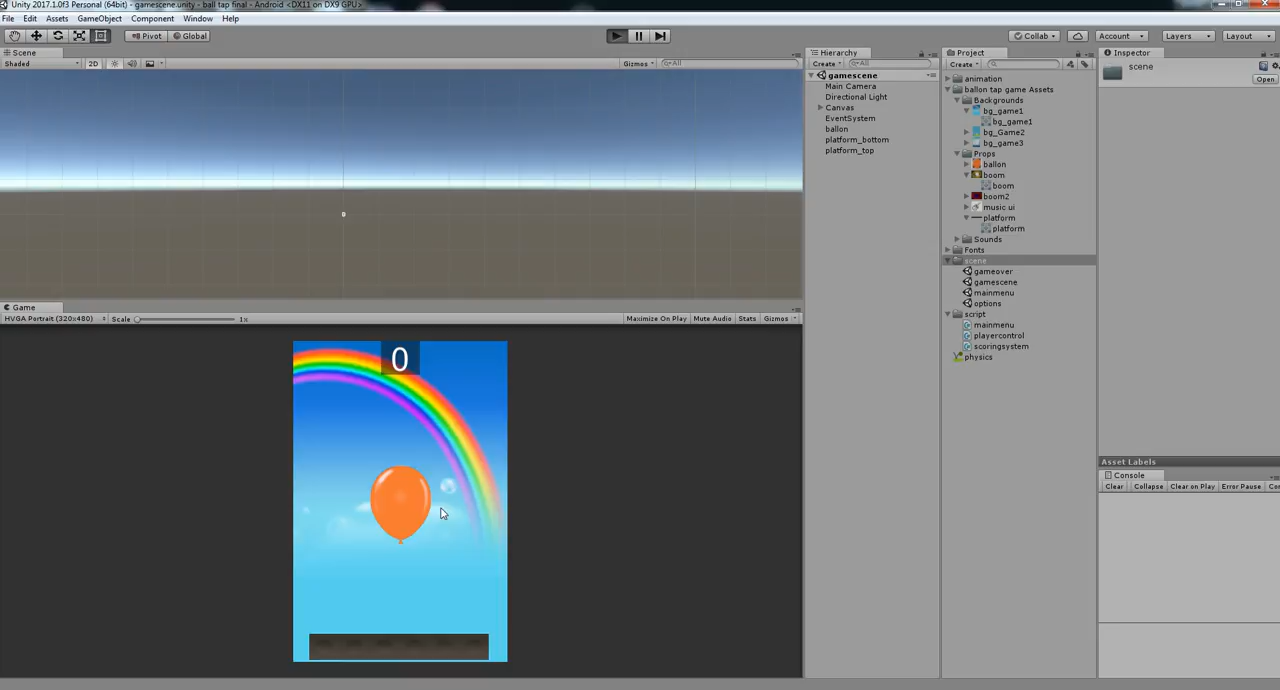 Unity 2017.1.0f3 Personal (64bit) - gamescene.unity - ball tap final - Android <DX11 on DX9 GPU>
File Edit Assets GameObject Component Window Help
Pivot Global Collab Account Layers Layout
Scene Hierarchy Project Inspector
Shaded 2D Gizmos All Create All Create
scene
Open
gamescene
Main Camera
Directional Light
Canvas
EventSystem
ballon
platform_bottom
platform_top
animation
ballon tap game Assets
Backgrounds
bg_game1
bg_game1
bg_Game2
bg_game3
Props
ballon
boom
boom
boom2
music ui
platform
platform
Sounds
Fonts
scene
gameover
gamescene
mainmenu
options
script
mainmenu
playercontrol
scoringsystem
physics
Game
HVGA Portrait (320x480) Scale 1x Maximize On Play Mute Audio Stats Gizmos
0
Asset Labels
Console
Clear Collapse Clear on Play Error Pause